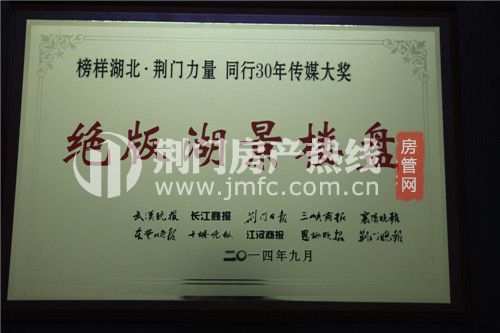 榜样湖北·荆门力量 同行30年传媒大奖
绝版湖景楼盘
荆门房产热线
www.jmfc.com.cn
房管网
武汉晚报 长江商报 荆门日报 三峡商报 襄阳晚报
东楚晚报 十堰晚报 江汉商报 恩施晚报 荆门晚报
二〇一四年九月